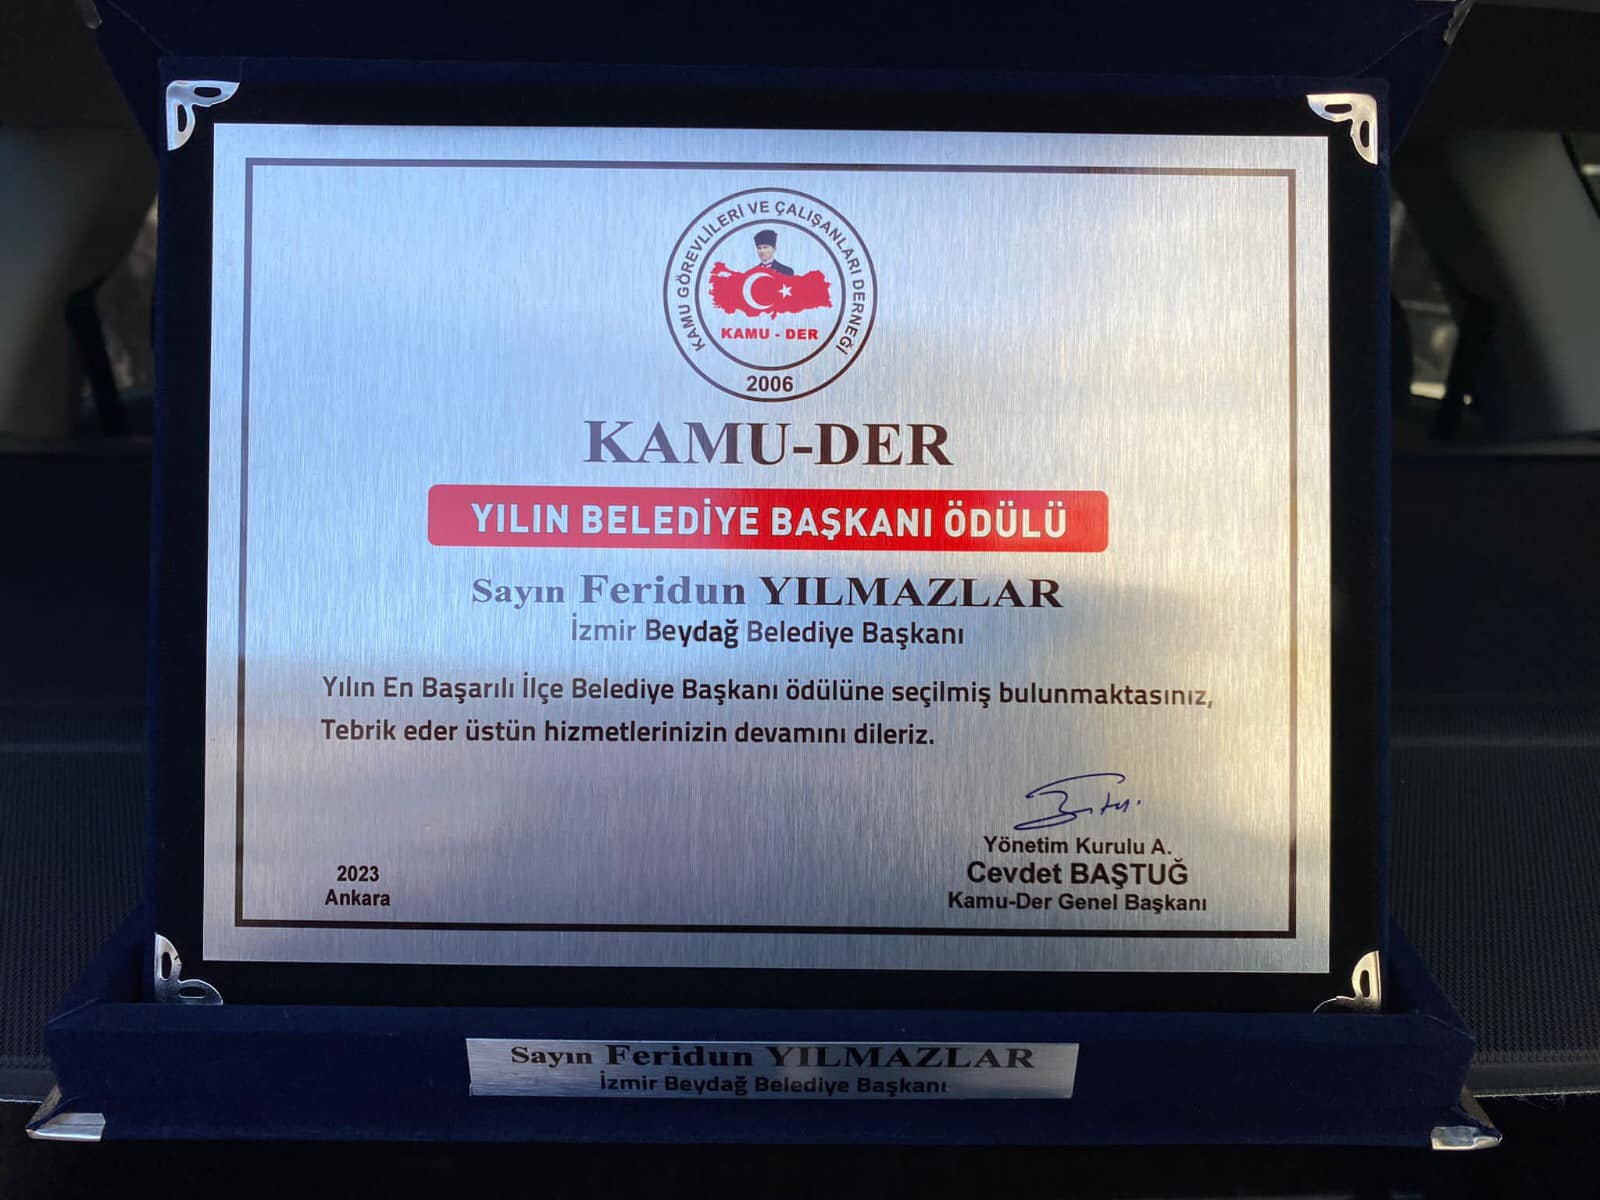 KAMU GÖREVLİLERİ VE ÇALIŞANLARI DERNEĞİ
KAMU - DER
2006
KAMU-DER
YILIN BELEDİYE BAŞKANI ÖDÜLÜ
Sayın Feridun YILMAZLAR
İzmir Beydağ Belediye Başkanı
Yılın En Başarılı İlçe Belediye Başkanı ödülüne seçilmiş bulunmaktasınız,
Tebrik eder üstün hizmetlerinizin devamını dileriz.
Yönetim Kurulu A.
Cevdet BAŞTUĞ
Kamu-Der Genel Başkanı
2023
Ankara
Sayın Feridun YILMAZLAR
İzmir Beydağ Belediye Başkanı